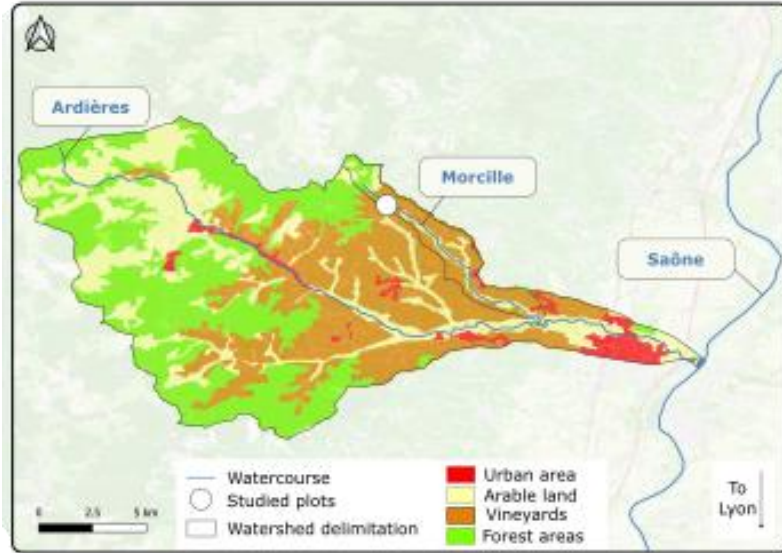 Ardières
Morcille
Saône
0 2.5 5 km
Watercourse
Studied plots
Watershed delimitation
Urban area
Arable land
Vineyards
Forest areas
To
Lyon